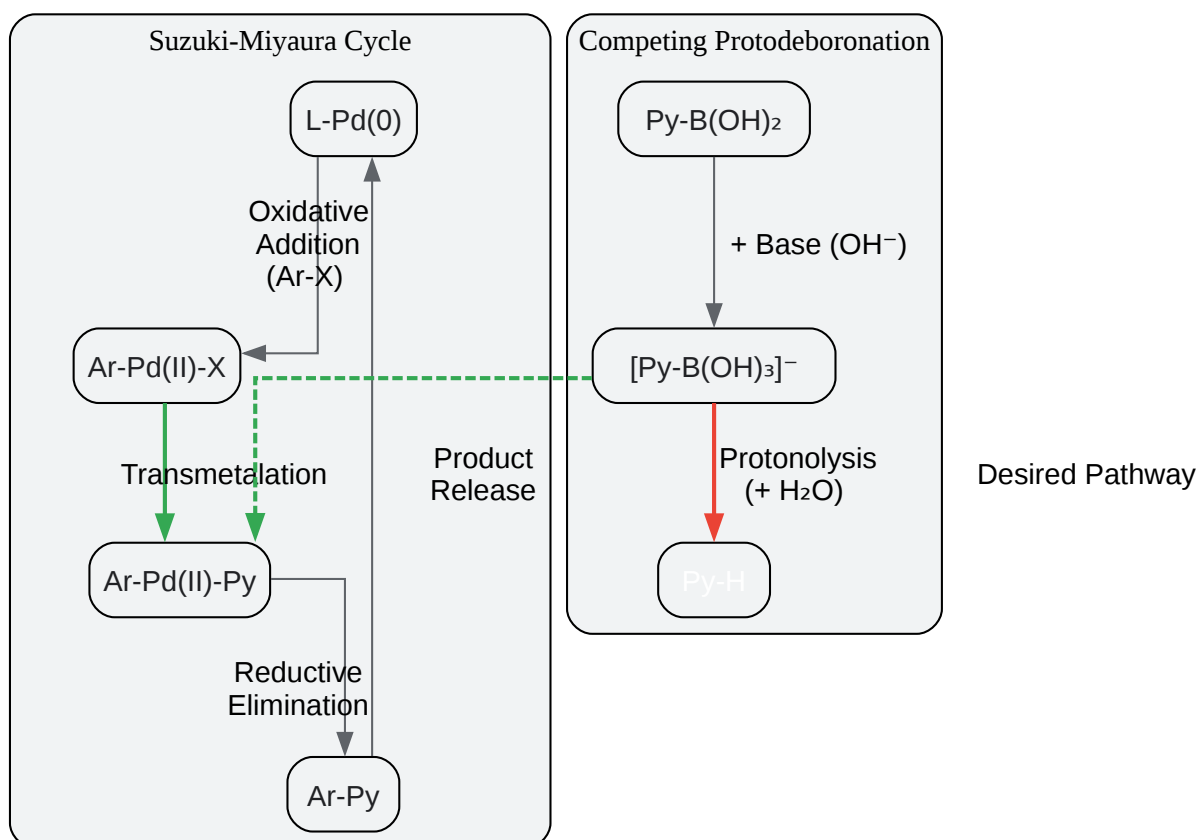 Suzuki-Miyaura Cycle
Competing Protodeboronation
L-Pd(0)
Py-B(OH)₂
Oxidative
Addition
(Ar-X)
+ Base (OH⁻)
Ar-Pd(II)-X
[Py-B(OH)₃]⁻
Transmetalation
Product
Release
Protonolysis
(+ H₂O)
Desired Pathway
Ar-Pd(II)-Py
Py-H
Reductive
Elimination
Ar-Py